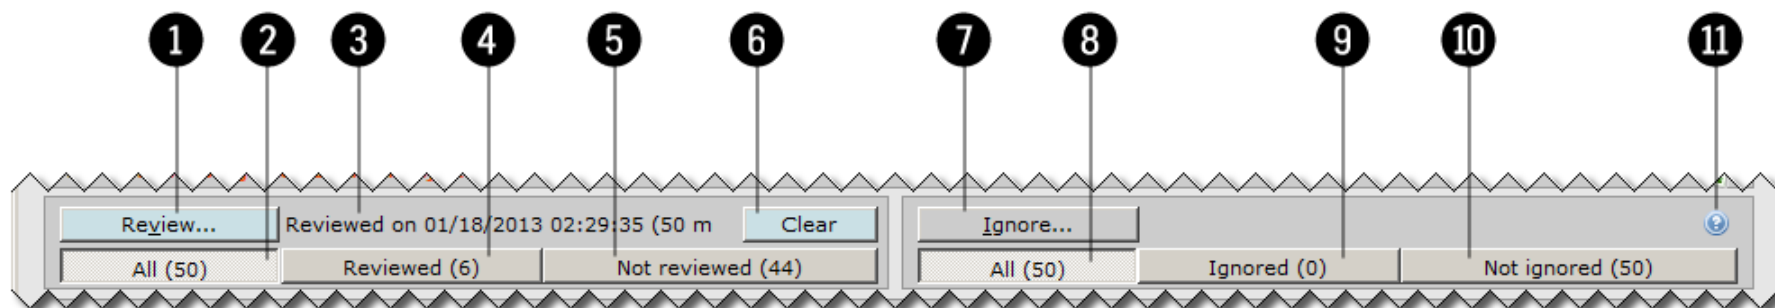 1 2 3 4 5 6 7 8 9 10 11
Review... Reviewed on 01/18/2013 02:29:35 (50 m Clear Ignore... ?
All (50) Reviewed (6) Not reviewed (44) All (50) Ignored (0) Not ignored (50)